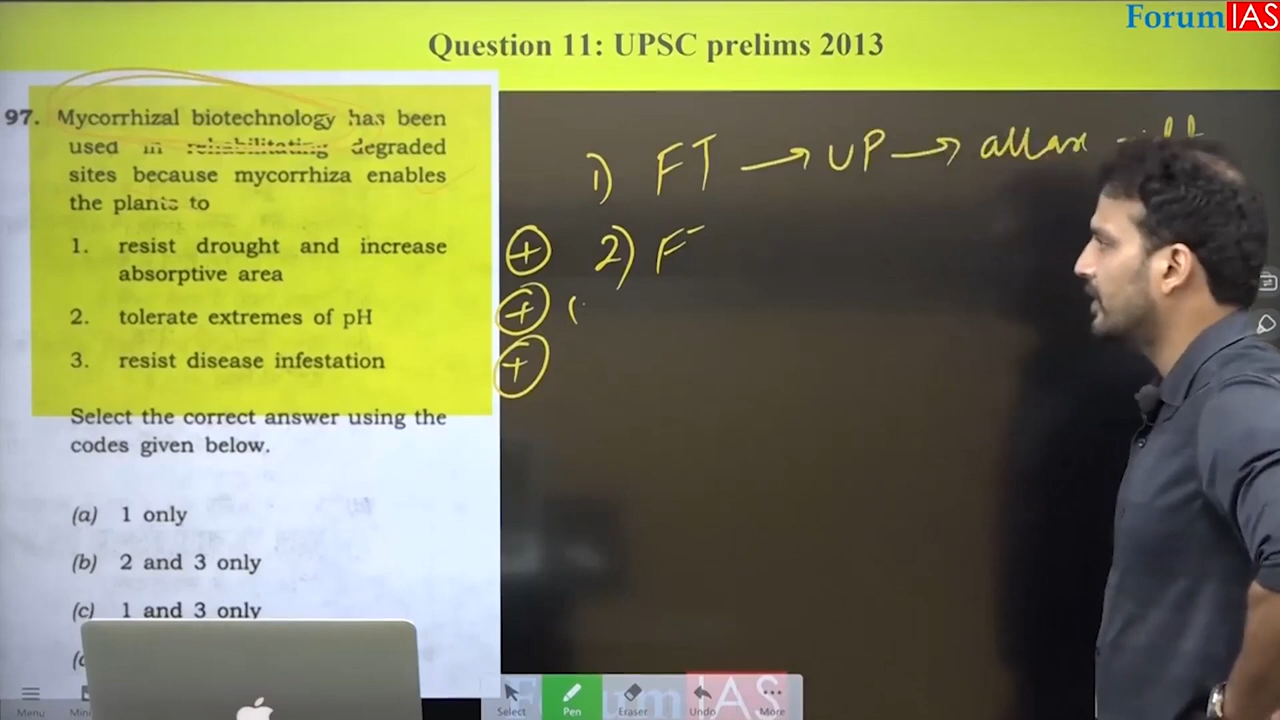 ForumIAS
Question 11: UPSC prelims 2013
97. Mycorrhizal biotechnology has been
used in rehabilitating degraded
sites because mycorrhiza enables
the plants to
1. resist drought and increase
absorptive area
2. tolerate extremes of pH
3. resist disease infestation
Select the correct answer using the
codes given below.
(a) 1 only
(b) 2 and 3 only
(c) 1 and 3 only
1) FT → UP →
+ 2) F
+ (
+
Menu
Select Pen Eraser Undo More
ForumIAS